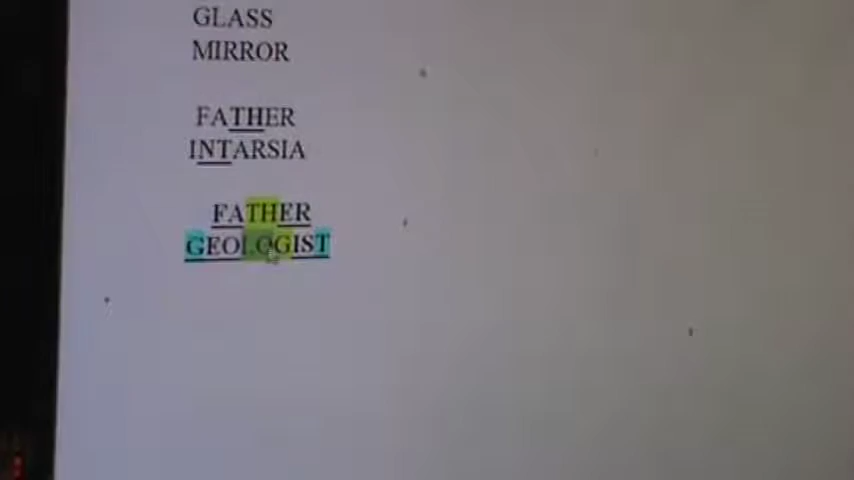 GLASS
MIRROR
FATHER
INTARSIA
FATHER
GEOLOGIST